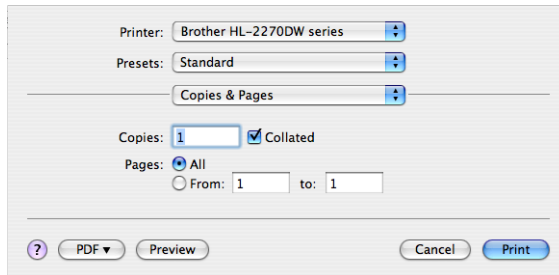 Printer: Brother HL-2270DW series
Presets: Standard
Copies & Pages
Copies: 1 Collated
Pages: All
From: 1 to: 1
? PDF▼ Preview Cancel Print